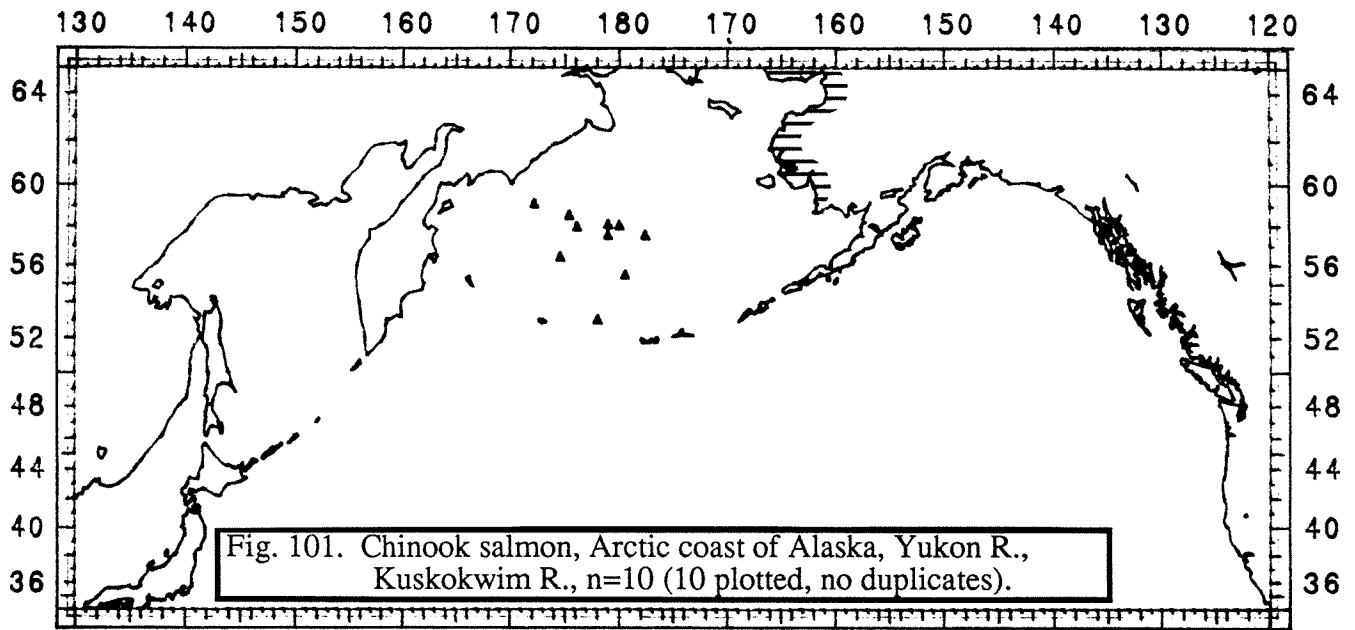 130 140 150 160 170 180 170 160 150 140 130 120
64 64
60 60
56 56
52 52
48 48
44 44
40 40
36 36
Fig. 101. Chinook salmon, Arctic coast of Alaska, Yukon R.,
Kuskokwim R., n=10 (10 plotted, no duplicates).